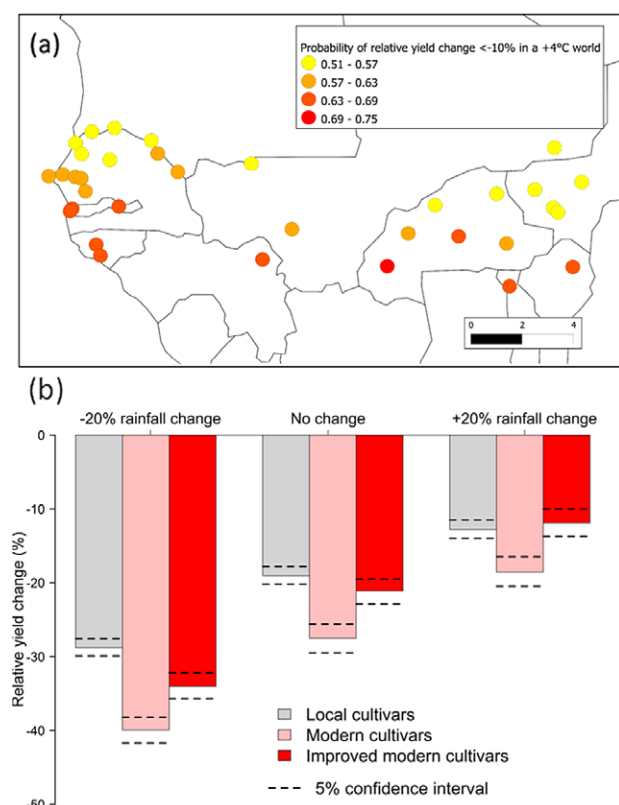 (a)
Probability of relative yield change <-10% in a +4°C world
0.51 - 0.57
0.57 - 0.63
0.63 - 0.69
0.69 - 0.75
0 2 4
(b)
-20% rainfall change No change +20% rainfall change
0
-10
-20
-30
-40
-50
Relative yield change (%)
Local cultivars
Modern cultivars
Improved modern cultivars
5% confidence interval